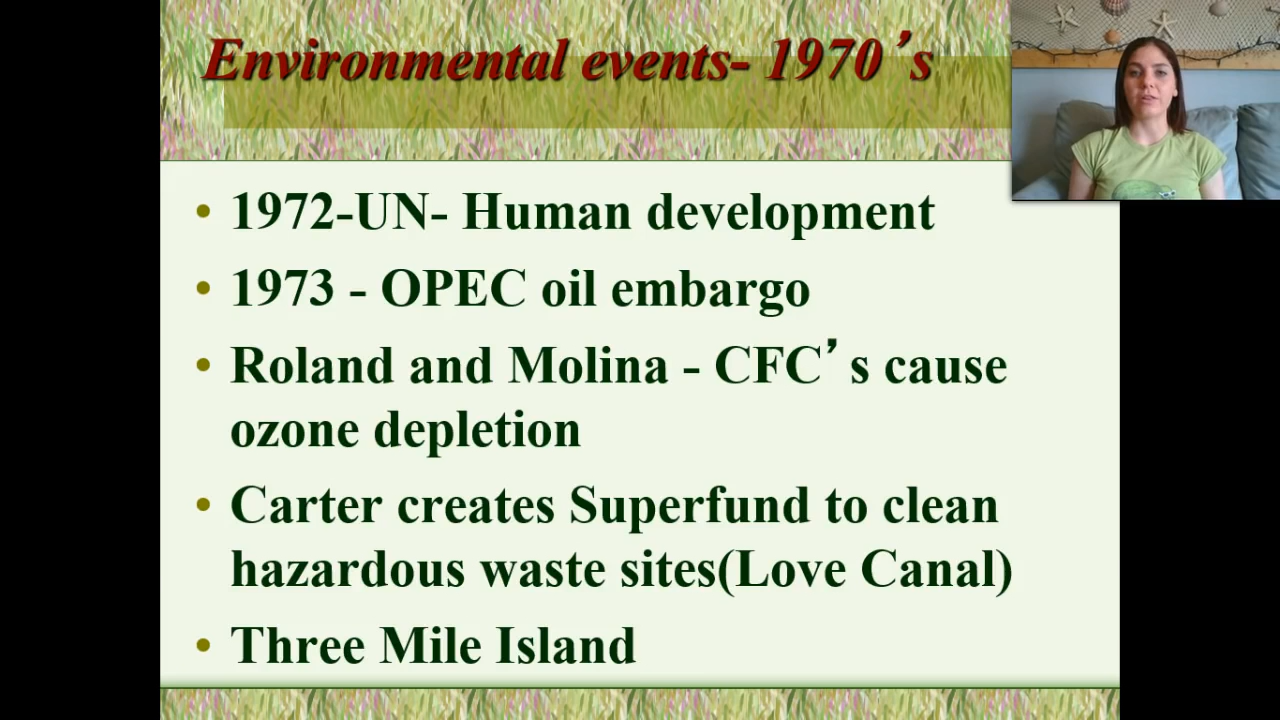 Environmental events- 1970’s
• 1972-UN- Human development
• 1973 - OPEC oil embargo
• Roland and Molina - CFC’s cause
ozone depletion
• Carter creates Superfund to clean
hazardous waste sites(Love Canal)
• Three Mile Island